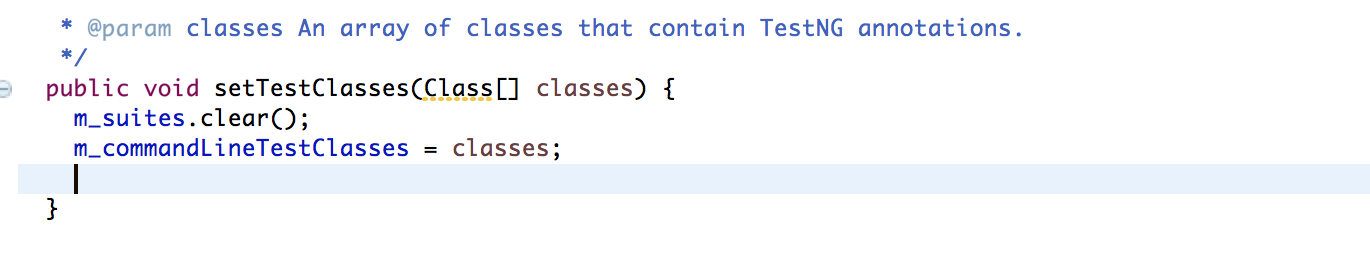 * @param classes An array of classes that contain TestNG annotations.
*/
public void setTestClasses(Class[] classes) {
m_suites.clear();
m_commandLineTestClasses = classes;
}